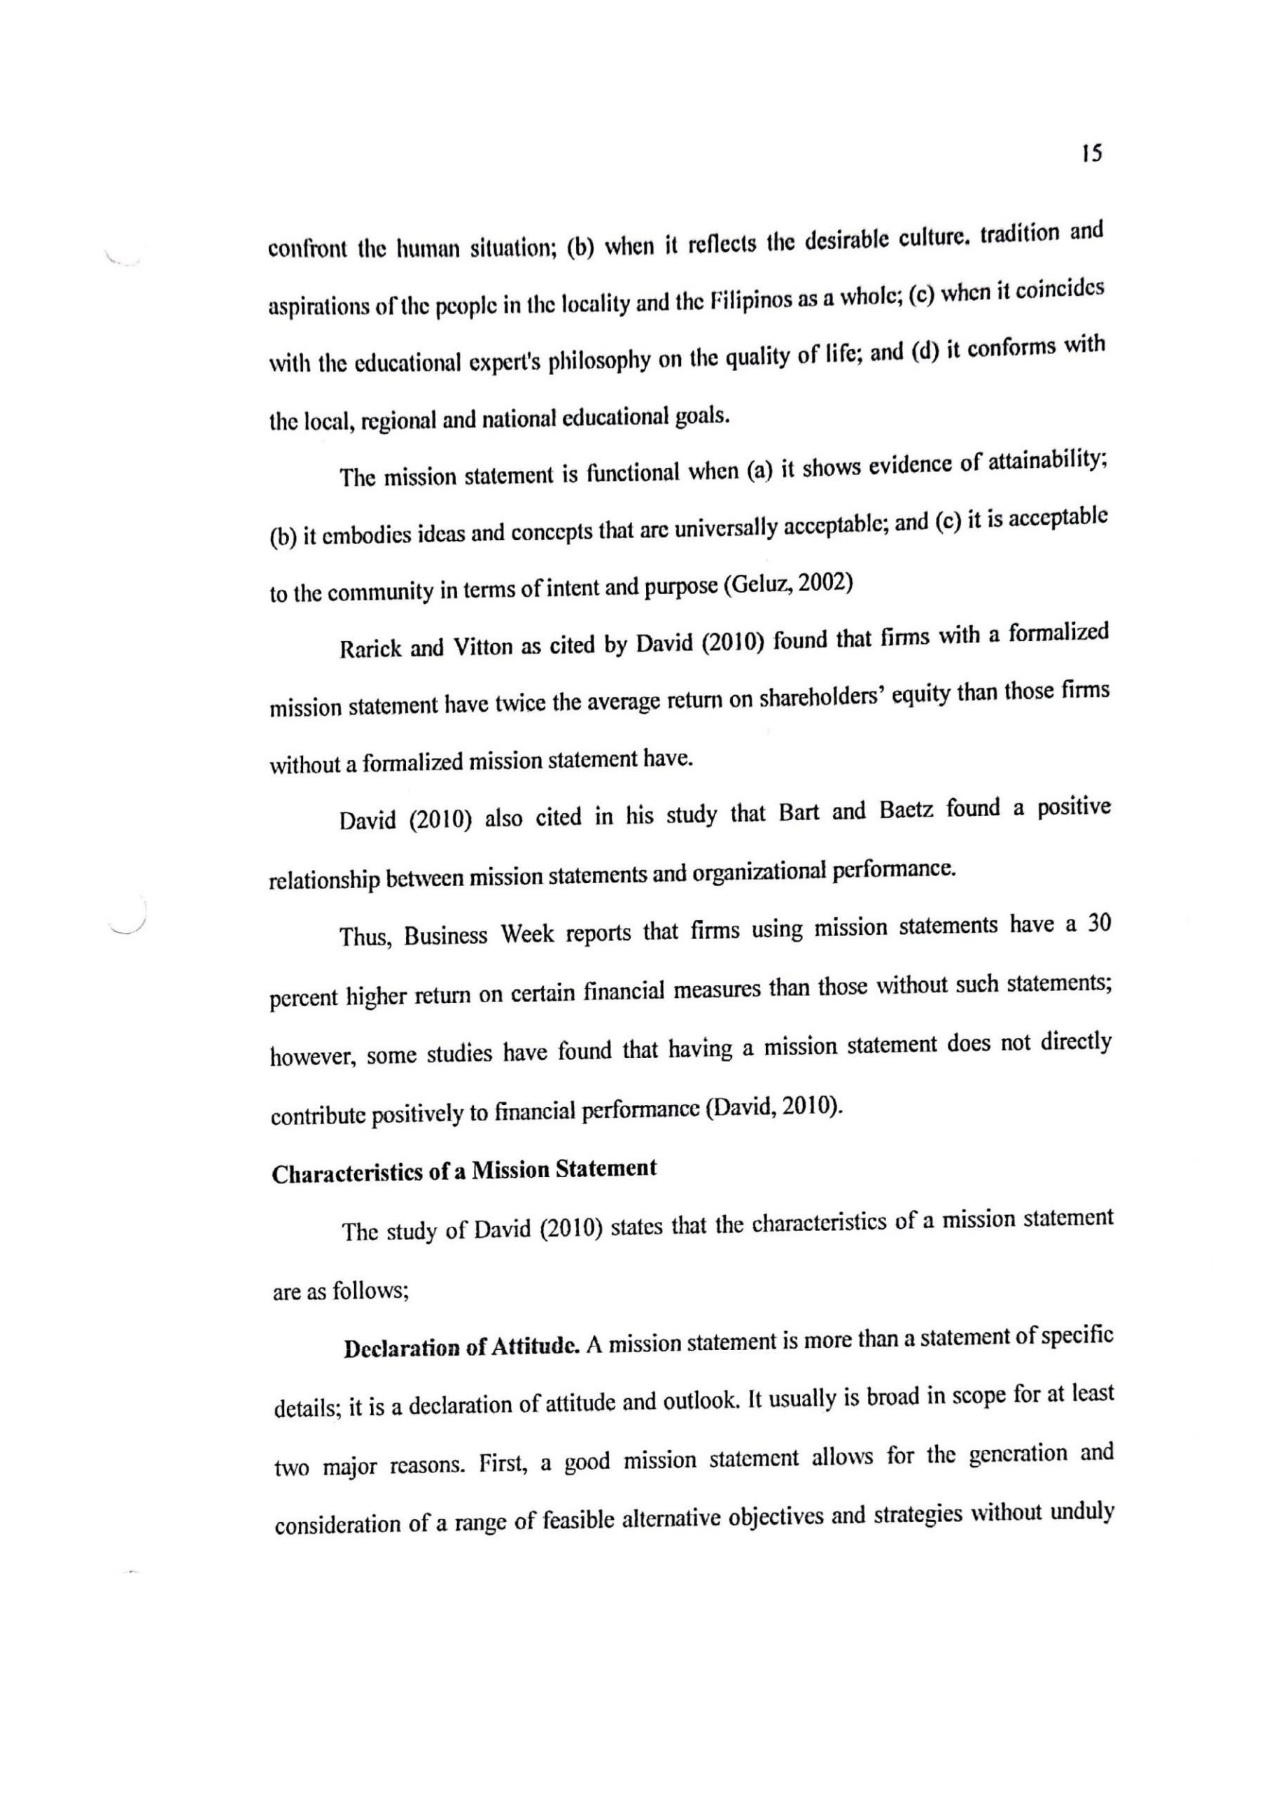 15
confront the human situation; (b) when it reflects the desirable culture. tradition and
aspirations of the people in the locality and the Filipinos as a whole; (c) when it coincides
with the educational expert's philosophy on the quality of life; and (d) it conforms with
the local, regional and national educational goals.
The mission statement is functional when (a) it shows evidence of attainability;
(b) it embodies ideas and concepts that are universally acceptable; and (c) it is acceptable
to the community in terms of intent and purpose (Geluz, 2002)
Rarick and Vitton as cited by David (2010) found that firms with a formalized
mission statement have twice the average return on shareholders’ equity than those firms
without a formalized mission statement have.
David (2010) also cited in his study that Bart and Baetz found a positive
relationship between mission statements and organizational performance.
Thus, Business Week reports that firms using mission statements have a 30
percent higher return on certain financial measures than those without such statements;
however, some studies have found that having a mission statement does not directly
contribute positively to financial performance (David, 2010).
Characteristics of a Mission Statement
The study of David (2010) states that the characteristics of a mission statement
are as follows;
Declaration of Attitude. A mission statement is more than a statement of specific
details; it is a declaration of attitude and outlook. It usually is broad in scope for at least
two major reasons. First, a good mission statement allows for the generation and
consideration of a range of feasible alternative objectives and strategies without unduly